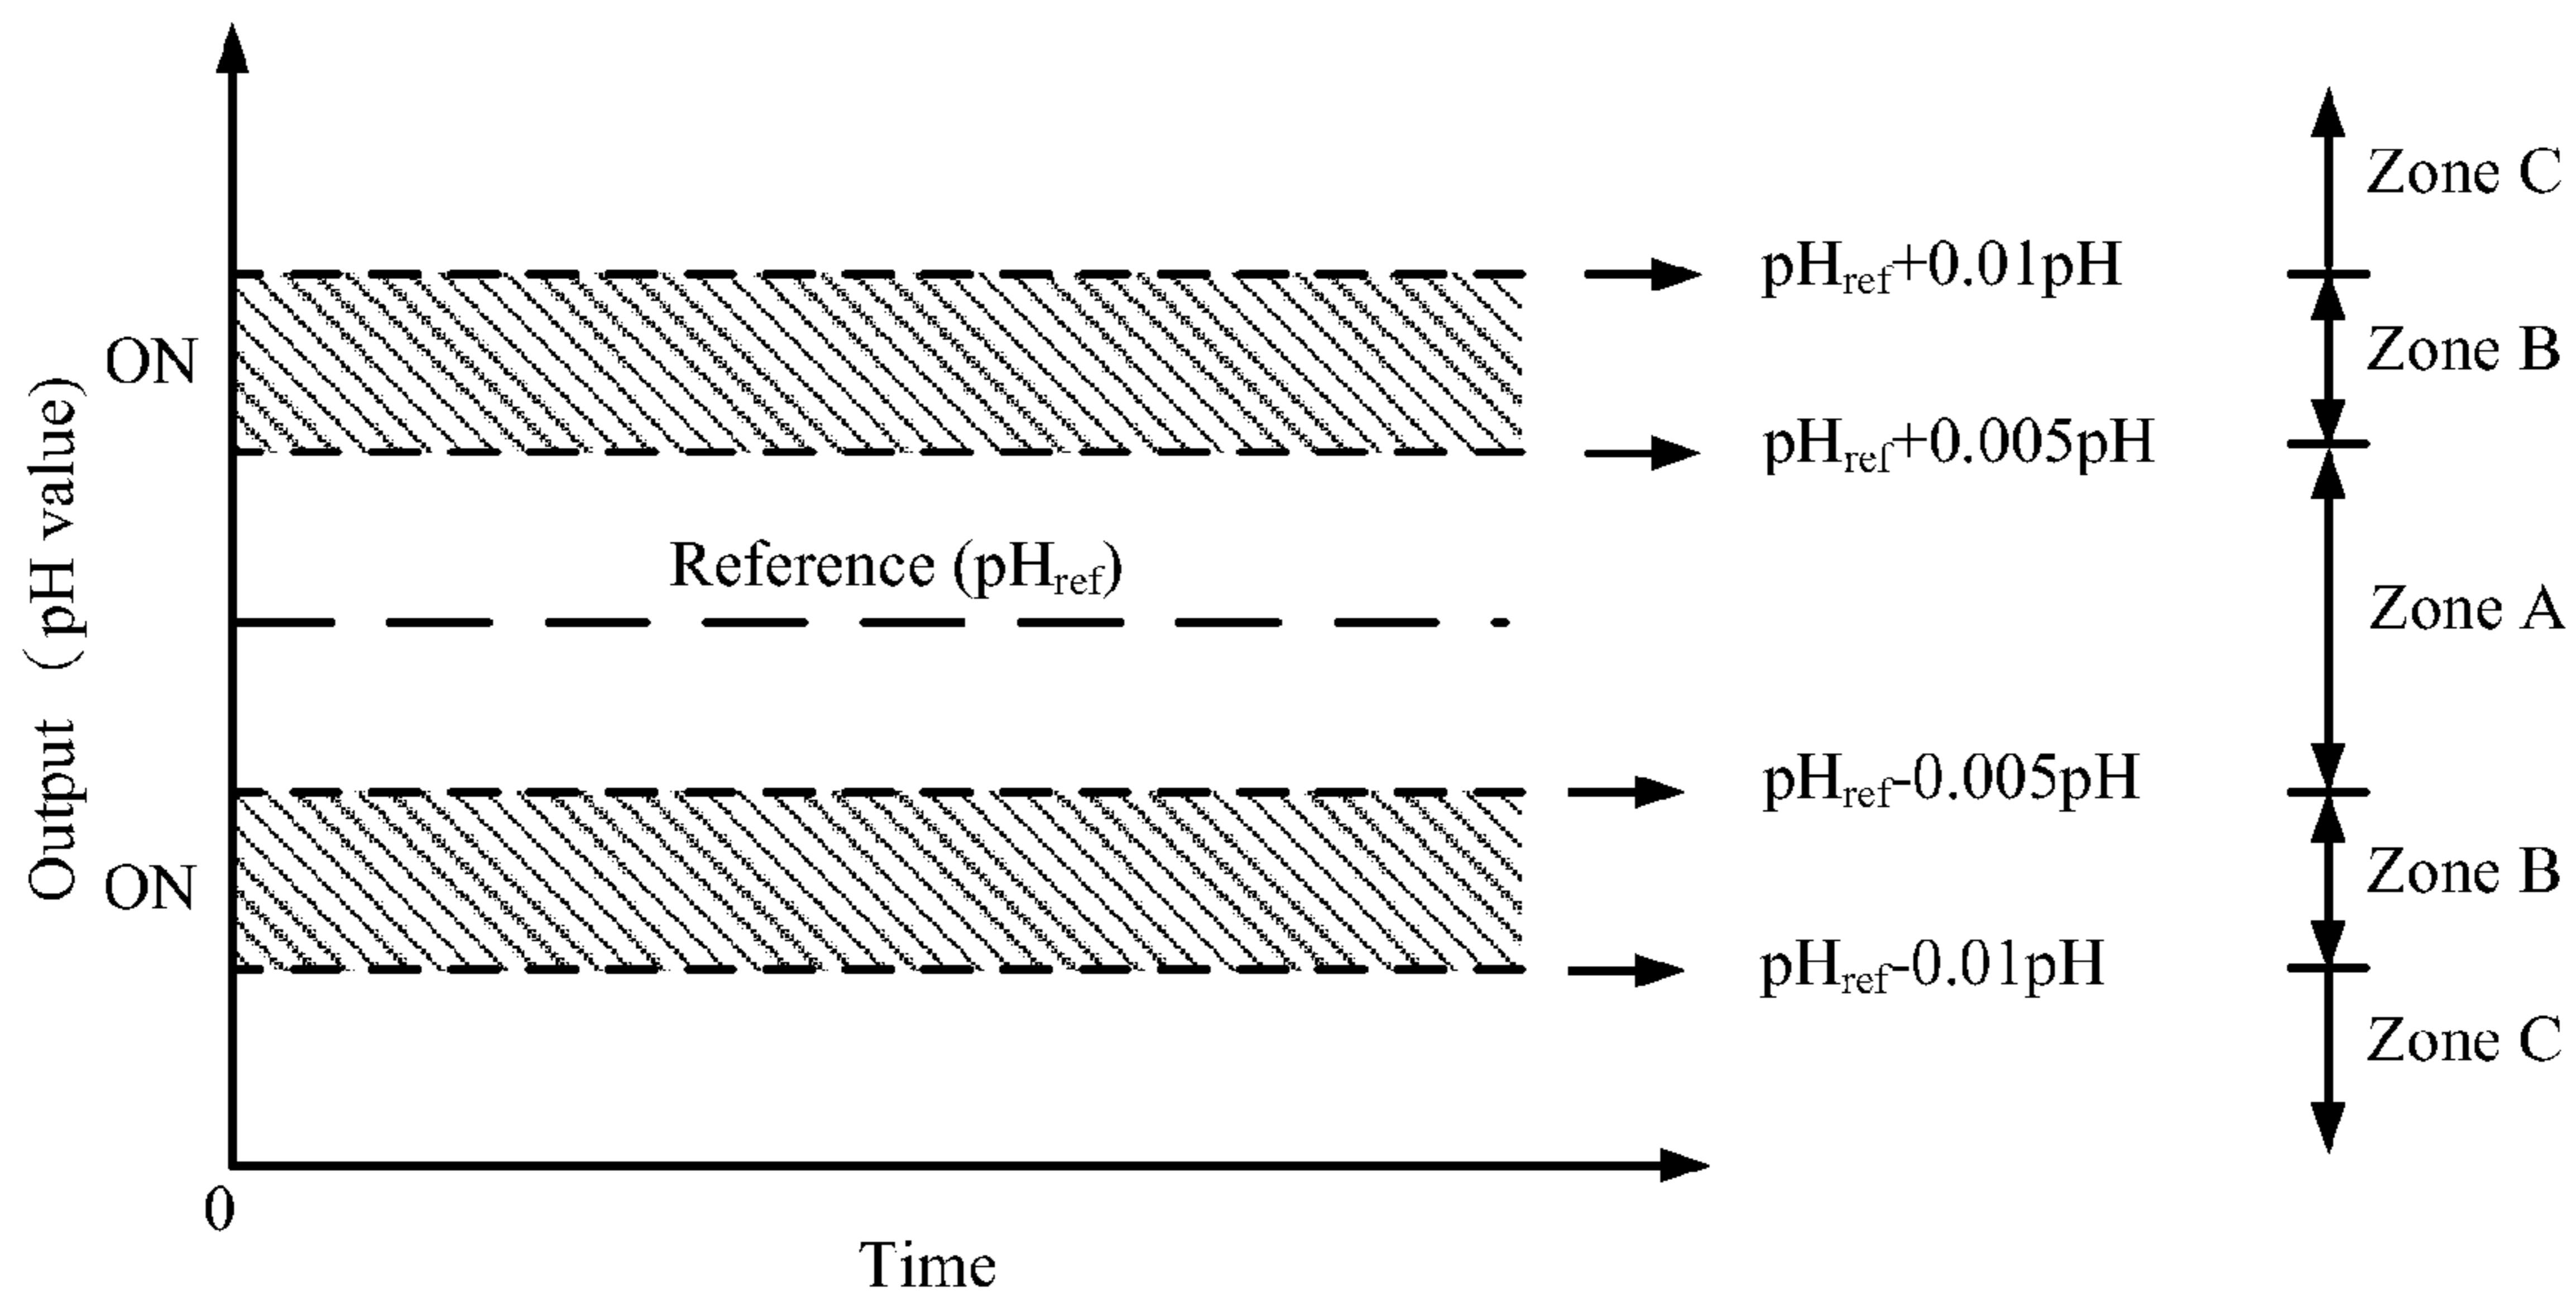 Zone C
pHref+0.01pH
ON
Zone B
pHref+0.005pH
Output (pH value)
Reference (pHref)
Zone A
pHref-0.005pH
ON
Zone B
pHref-0.01pH
Zone C
0
Time